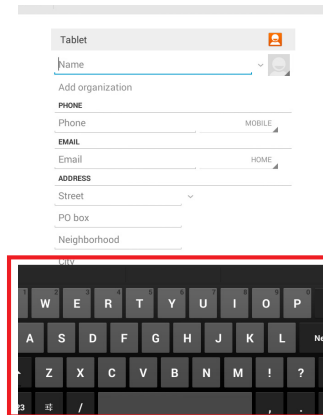 Tablet
Name
Add organization
PHONE
Phone MOBILE
EMAIL
Email HOME
ADDRESS
Street
PO box
Neighborhood
City
W E R T Y U I O P
A S D F G H J K L
Z X C V B N M ! ?
/ , .